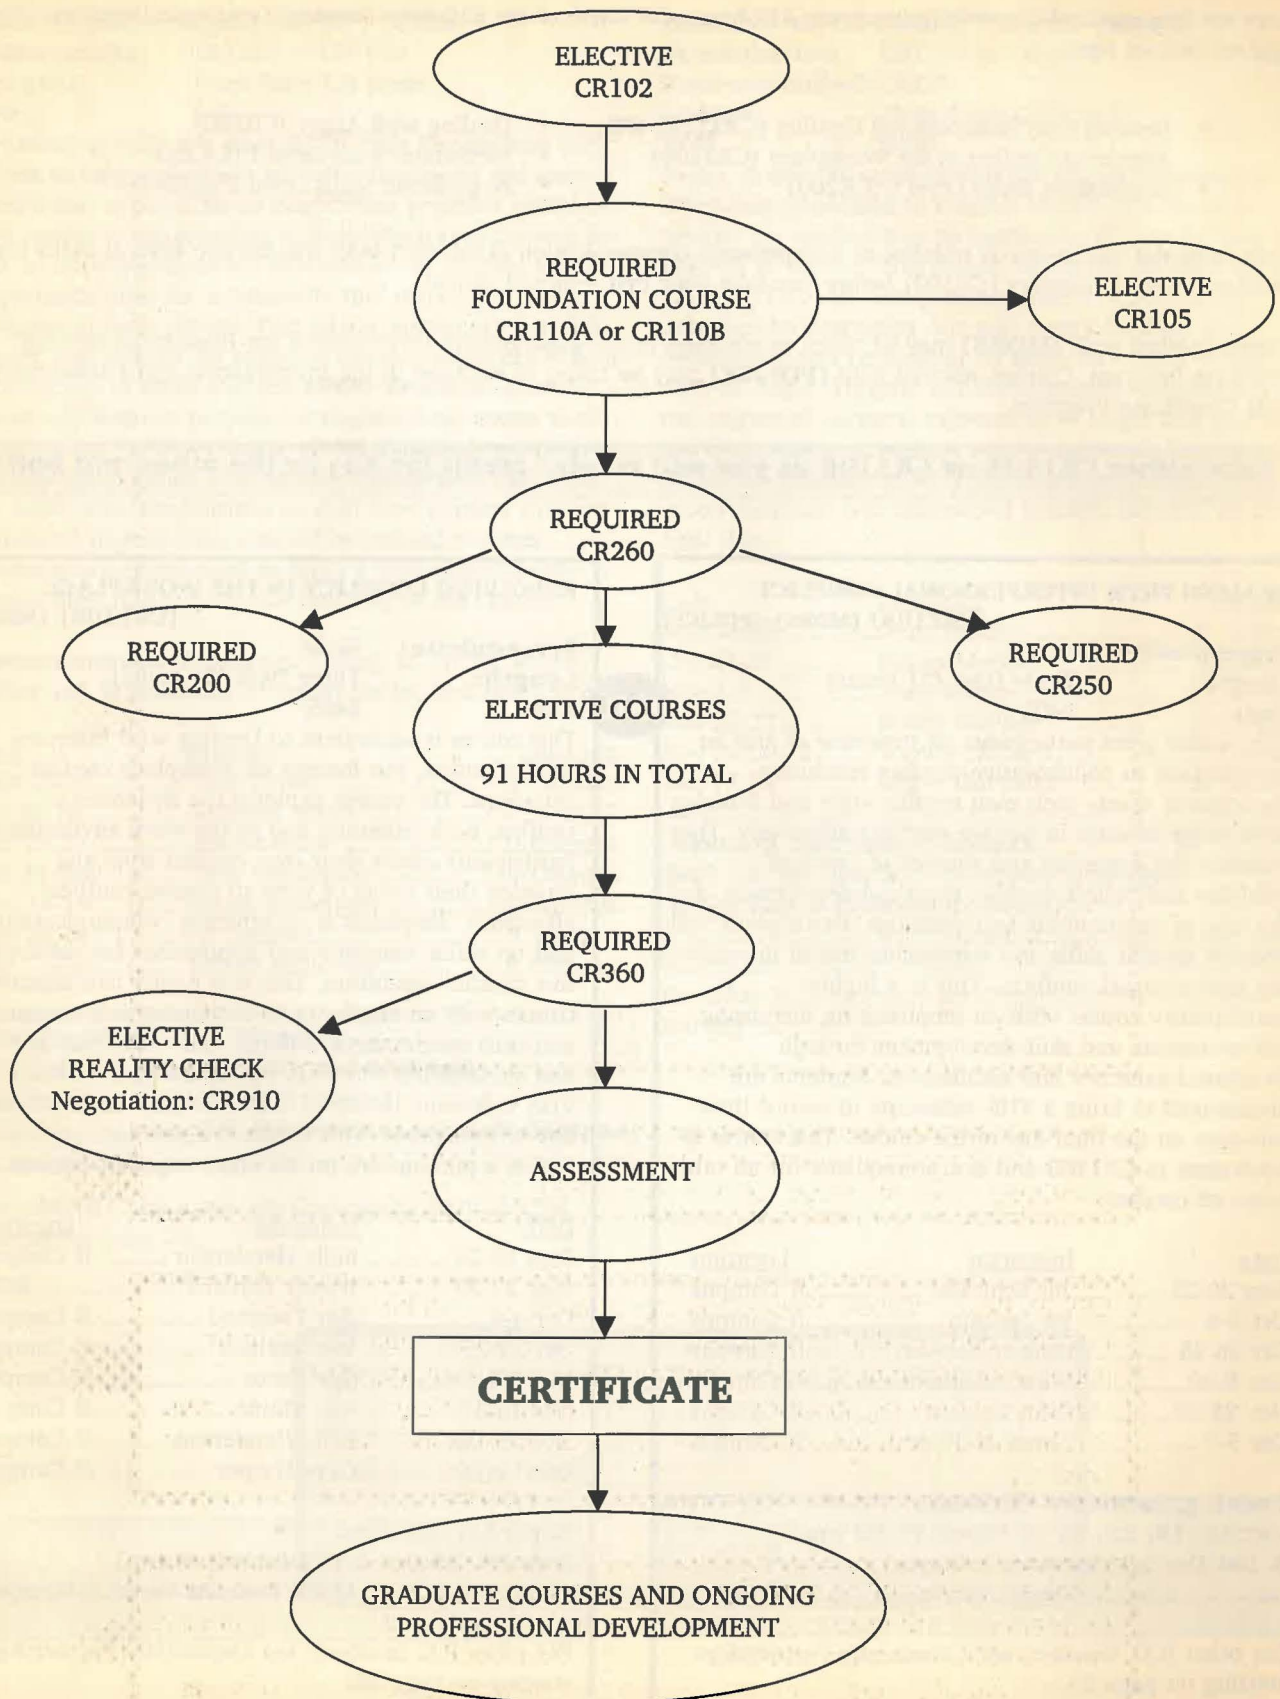 ELECTIVE
CR102
REQUIRED
FOUNDATION COURSE
CR110A or CR110B
ELECTIVE
CR105
REQUIRED
CR260
REQUIRED
CR200
ELECTIVE COURSES
91 HOURS IN TOTAL
REQUIRED
CR250
REQUIRED
CR360
ELECTIVE
REALITY CHECK
Negotiation: CR910
ASSESSMENT
CERTIFICATE
GRADUATE COURSES AND ONGOING
PROFESSIONAL DEVELOPMENT